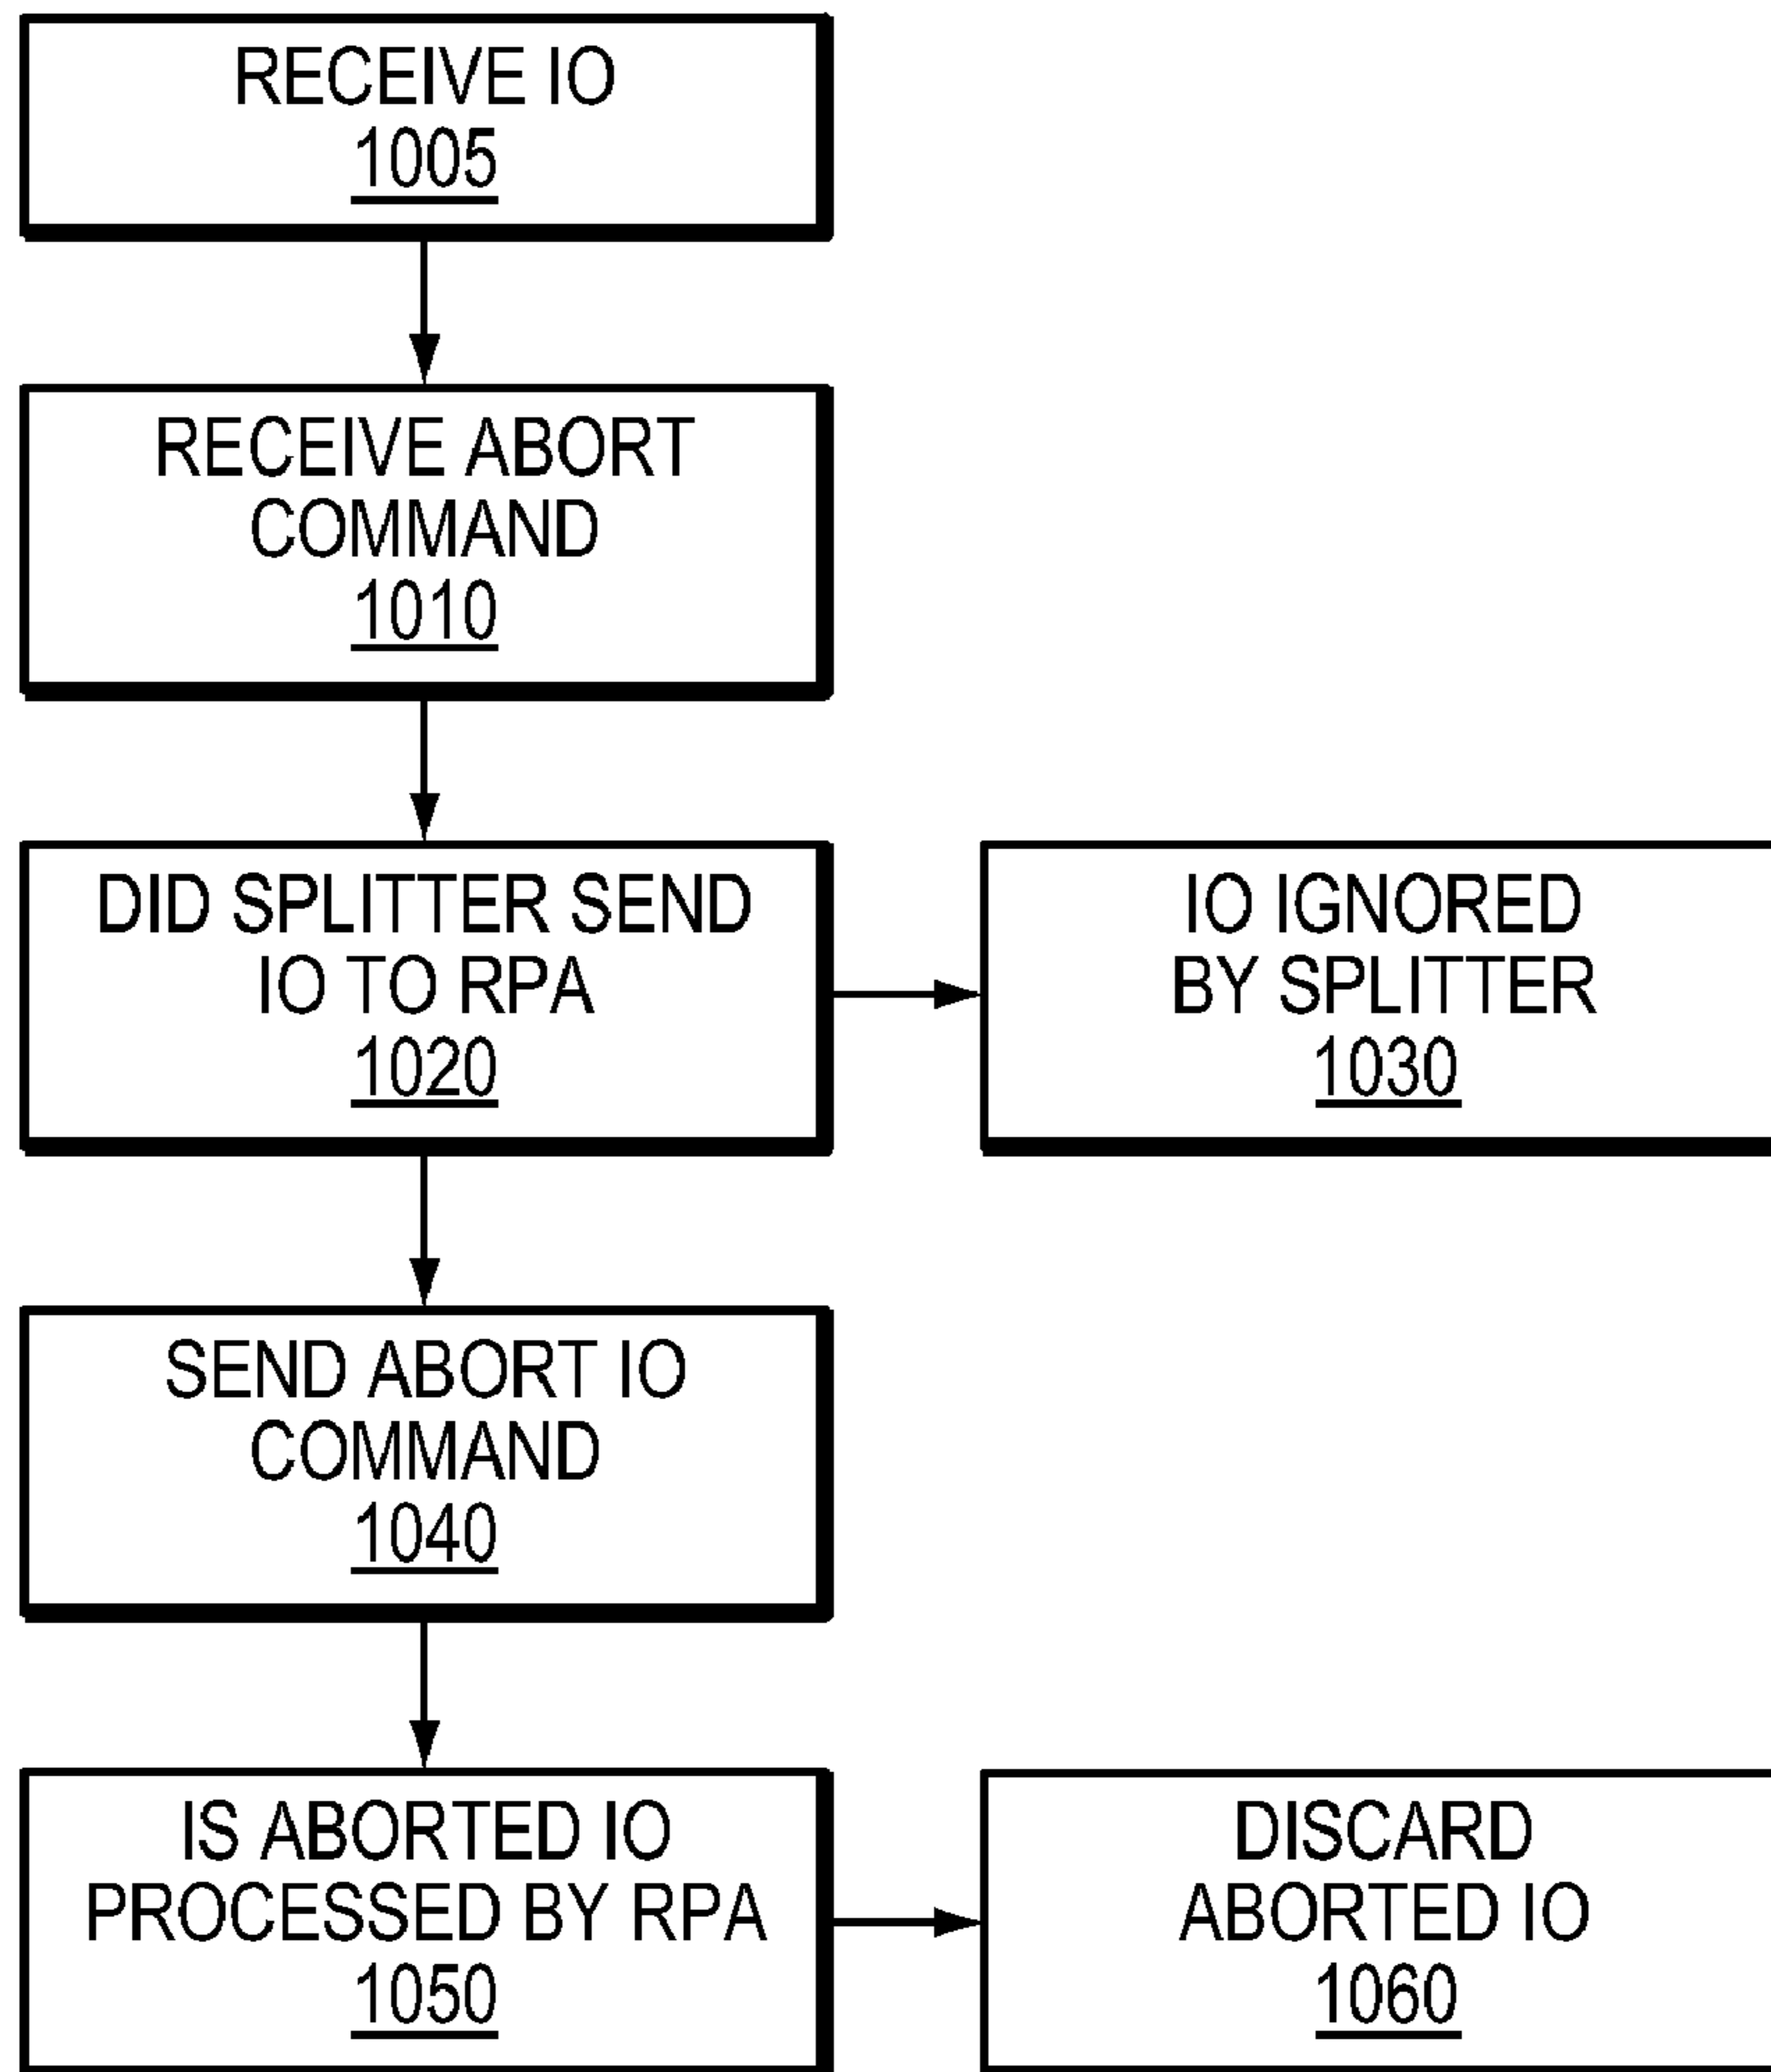 RECEIVE IO
1005
RECEIVE ABORT
COMMAND
1010
DID SPLITTER SEND
IO TO RPA
1020
IO IGNORED
BY SPLITTER
1030
SEND ABORT IO
COMMAND
1040
IS ABORTED IO
PROCESSED BY RPA
1050
DISCARD
ABORTED IO
1060